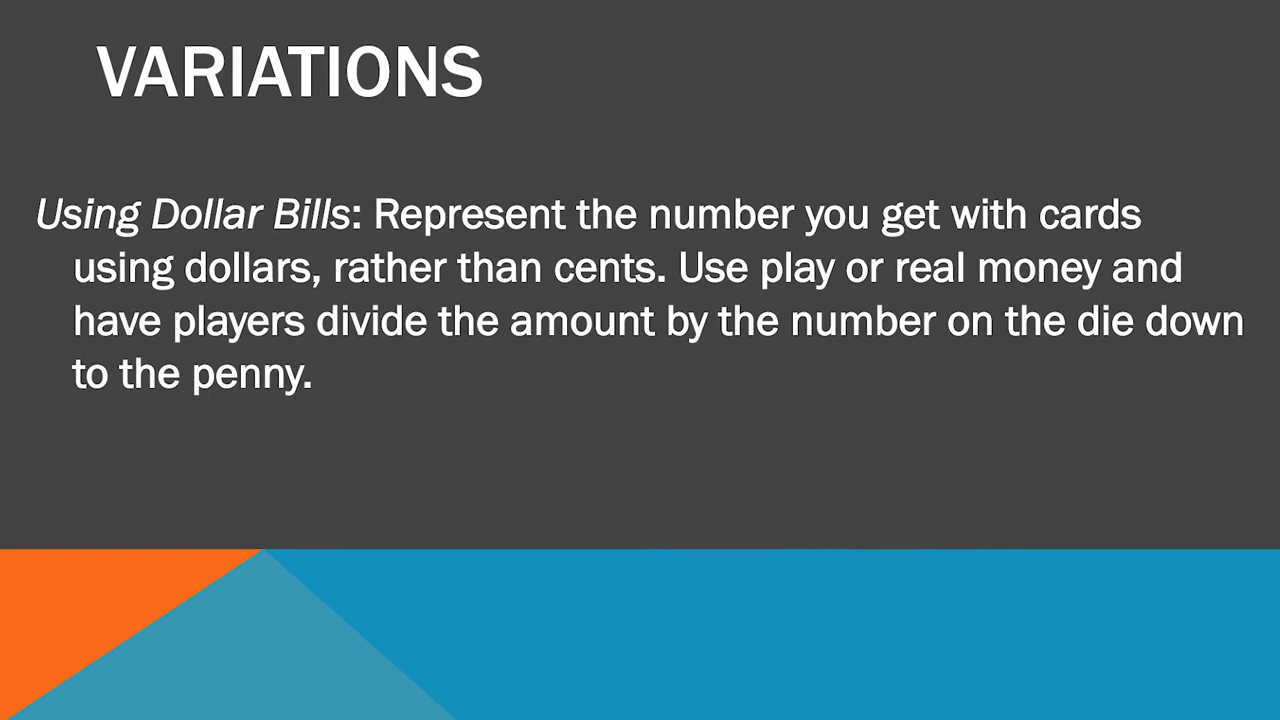 VARIATIONS
Using Dollar Bills: Represent the number you get with cards
using dollars, rather than cents. Use play or real money and
have players divide the amount by the number on the die down
to the penny.